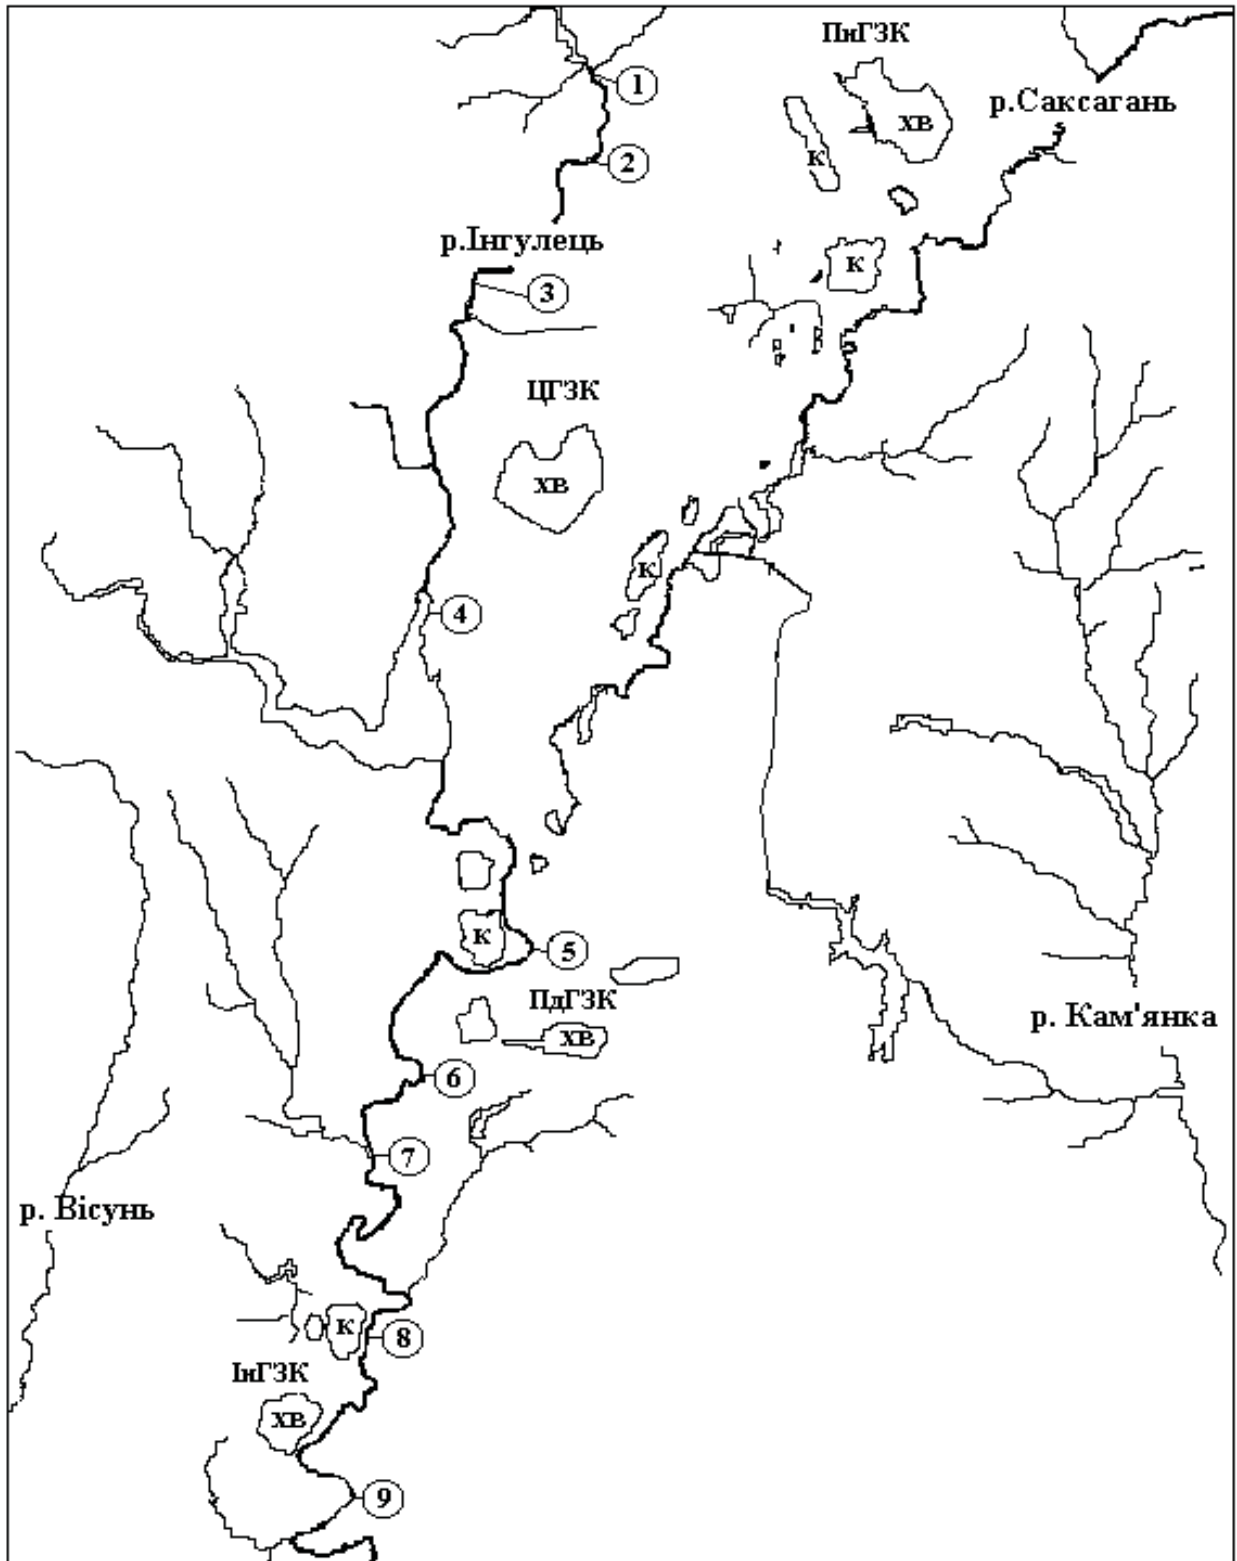 ПнГЗК
1
р.Саксагань
ХВ
К
2
р.Інгулець
К
3
ЦГЗК
ХВ
К
4
К
5
ПдГЗК
р. Кам'янка
ХВ
6
7
р. Вісунь
К
8
ІнГЗК
ХВ
9